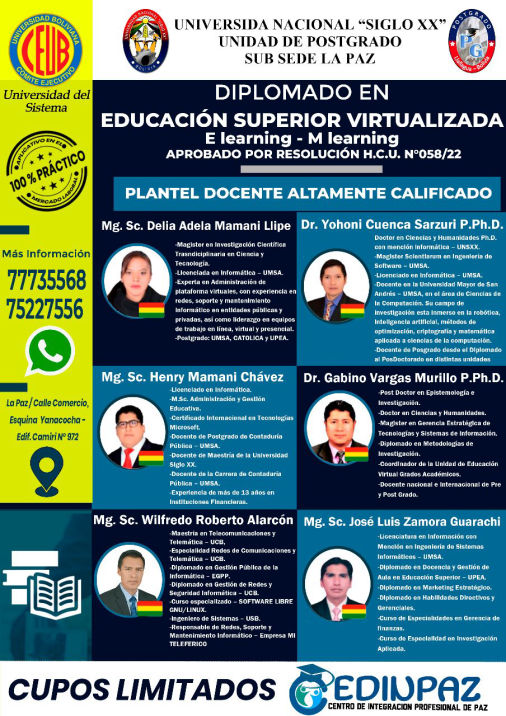 UNIVERSIDAD BOLIVIANA
CEUB
COMITÉ EJECUTIVO
UNIVERSIDA NACIONAL “SIGLO XX”
UNIDAD DE POSTGRADO
SUB SEDE LA PAZ
POSTGRADO
PG
Llallagua - Bolivia
Universidad del
Sistema
APLICATIVO EN EL
100 % PRÁCTICO
MERCADO LABORAL
Más Información
77735568
75227556
La Paz / Calle Comercio,
Esquina Yanacocha -
Edif. Camiri Nº 972
DIPLOMADO EN
EDUCACIÓN SUPERIOR VIRTUALIZADA
E learning - M learning
APROBADO POR RESOLUCIÓN H.C.U. N°058/22
PLANTEL DOCENTE ALTAMENTE CALIFICADO
Mg. Sc. Delia Adela Mamani Llipe
-Magister en Investigación Científica
Trasndiciplinaria en Ciencia y
Tecnología.
-Licenciada en Informática – UMSA.
-Experta en Administración de
plataforma virtuales, con experiencia en
redes, soporte y mantenimiento
informático en entidades públicas y
privadas, así como liderazgo en equipos
de trabajo en línea, virtual y presencial.
-Postgrado: UMSA, CATOLICA y UPEA.
Dr. Yohoni Cuenca Sarzuri P.Ph.D.
Doctor en Ciencias y Humanidades Ph.D.
con mención Informática – UNSXX.
-Magister Scientiarum en Ingeniería de
Software – UMSA.
-Licenciado en Informática – UMSA.
-Docente en la Universidad Mayor de San
Andrés – UMSA, en el área de Ciencias de
la Computación. Su campo de
investigación esta inmersa en la robótica,
inteligencia artificial, métodos de
optimización, criptografía y matemática
aplicada a ciencias de la computación.
-Docente de Posgrado desde el Diplomado
al PosDoctorado en distintas unidades
Mg. Sc. Henry Mamani Chávez
-Licenciado en Informática.
-M.Sc. Administración y Gestión
Educativa.
-Certificado Internacional en Tecnologías
Microsoft.
-Docente de Postgrado de Contaduría
Pública – UMSA.
-Docente de Maestría de la Universidad
Siglo XX.
-Docente de la Carrera de Contaduría
Pública – UMSA.
-Experiencia de más de 13 años en
Instituciones Financieras.
Dr. Gabino Vargas Murillo P.Ph.D.
-Post Doctor en Epistemología e
Investigación.
-Doctor en Ciencias y Humanidades.
-Magister en Gerencia Estratégica de
Tecnologías y Sistemas de Información.
-Diplomado en Metodologías de
Investigación.
-Coordinador de la Unidad de Educación
Virtual Grados Académicos.
-Docente nacional e Internacional de Pre
y Post Grado.
Mg. Sc. Wilfredo Roberto Alarcón
-Maestría en Telecomunicaciones y
Telemática – UCB,
-Especialidad Redes de Comunicaciones y
Telemática – UCB.
-Diplomado en Gestión Pública de la
Informática – EGPP.
-Diplomado en Gestión de Redes y
Seguridad Informática – UCB.
-Curso especializado – SOFTWARE LIBRE
GNU/LINUX.
-Ingeniero de Sistemas – USB.
-Responsable de Redes, Soporte y
Mantenimiento Informático – Empresa MI
TELEFERICO
Mg. Sc. José Luis Zamora Guarachi
-Licenciatura en Información con
Mención en Ingeniería de Sistemas
Informáticos – UMSA.
-Diplomado en Docencia y Gestión de
Aula en Educación Superior – UPEA.
-Diplomado en Marketing Estratégico.
-Diplomado en Habilidades Directivos y
Gerenciales.
-Curso de Especialidades en Gerencia de
finanzas.
-Curso de Especialidad en Investigación
Aplicada.
CUPOS LIMITADOS
EDIUPAZ
CENTRO DE INTEGRACIÓN PROFESIONAL DE PAZ